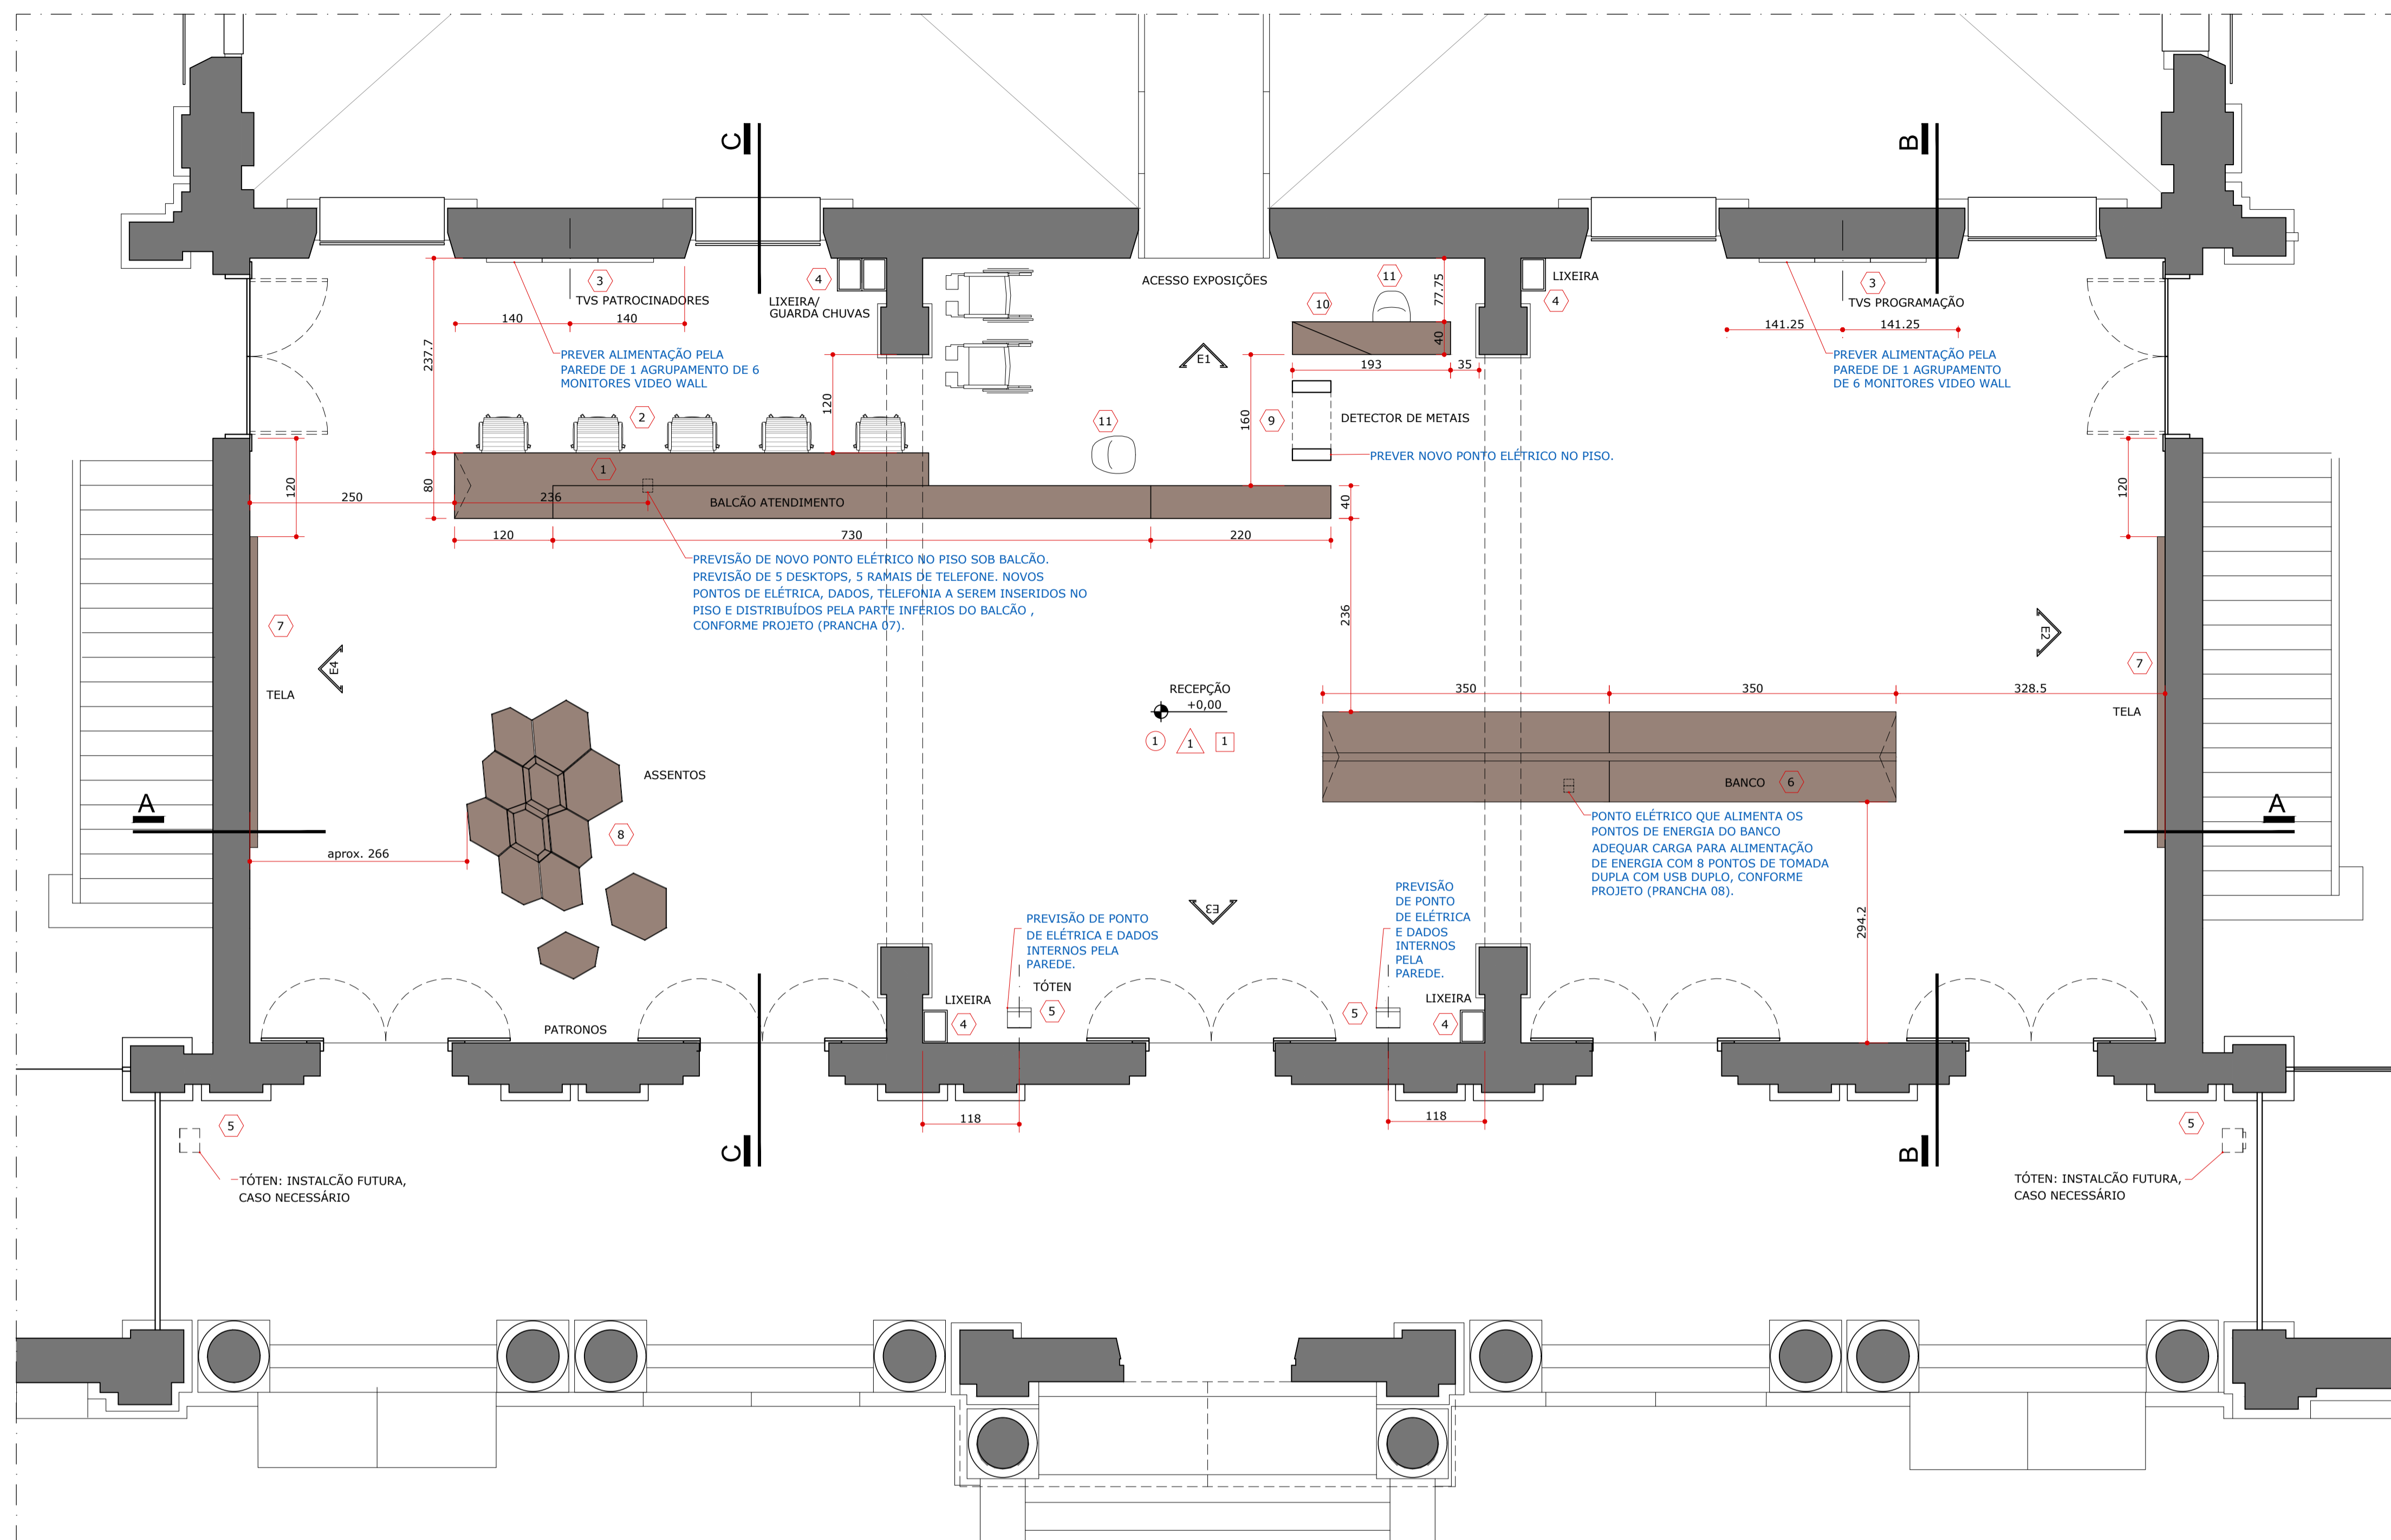 C
B
ACESSO EXPOSIÇÕES
3
TVS PATROCINADORES
4
LIXEIRA/
GUARDA CHUVAS
11
10
77.75
40
LIXEIRA
4
3
TVS PROGRAMAÇÃO
140
140
141.25
141.25
237.7
PREVER ALIMENTAÇÃO PELA
PAREDE DE 1 AGRUPAMENTO DE 6
MONITORES VIDEO WALL
PREVER ALIMENTAÇÃO PELA
PAREDE DE 1 AGRUPAMENTO
DE 6 MONITORES VIDEO WALL
E1
193
35
120
2
11
160
9
DETECTOR DE METAIS
PREVER NOVO PONTO ELÉTRICO NO PISO.
1
120
250
80
236
BALCÃO ATENDIMENTO
40
120
120
730
220
PREVISÃO DE NOVO PONTO ELÉTRICO NO PISO SOB BALCÃO.
PREVISÃO DE 5 DESKTOPS, 5 RAMAIS DE TELEFONE. NOVOS
PONTOS DE ELÉTRICA, DADOS, TELEFONIA A SEREM INSERIDOS NO
PISO E DISTRIBUÍDOS PELA PARTE INFERIOS DO BALCÃO ,
CONFORME PROJETO (PRANCHA 07).
236
7
E4
TELA
E2
7
TELA
RECEPÇÃO
+0,00
1
1
1
350
350
328.5
ASSENTOS
8
BANCO
6
A
A
aprox. 266
PONTO ELÉTRICO QUE ALIMENTA OS
PONTOS DE ENERGIA DO BANCO
ADEQUAR CARGA PARA ALIMENTAÇÃO
DE ENERGIA COM 8 PONTOS DE TOMADA
DUPLA COM USB DUPLO, CONFORME
PROJETO (PRANCHA 08).
294.2
E3
PREVISÃO DE PONTO
DE ELÉTRICA E DADOS
INTERNOS PELA
PAREDE.
PREVISÃO
DE PONTO
DE ELÉTRICA
E DADOS
INTERNOS
PELA
PAREDE.
PATRONOS
LIXEIRA
4
TÓTEN
5
5
LIXEIRA
4
118
118
5
TÓTEN: INSTALCÃO FUTURA,
CASO NECESSÁRIO
C
B
5
TÓTEN: INSTALCÃO FUTURA,
CASO NECESSÁRIO